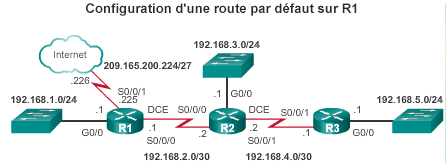 Configuration d'une route par défaut sur R1
Internet
192.168.3.0/24
209.165.200.224/27
.226
192.168.1.0/24
S0/0/1
.225
.1
G0/0
192.168.5.0/24
.1
DCE
S0/0/0
DCE
S0/0/1
.1
G0/0
R1
R2
R3
G0/0
.1
S0/0/0
.2
.2
S0/0/1
.1
192.168.2.0/30
192.168.4.0/30